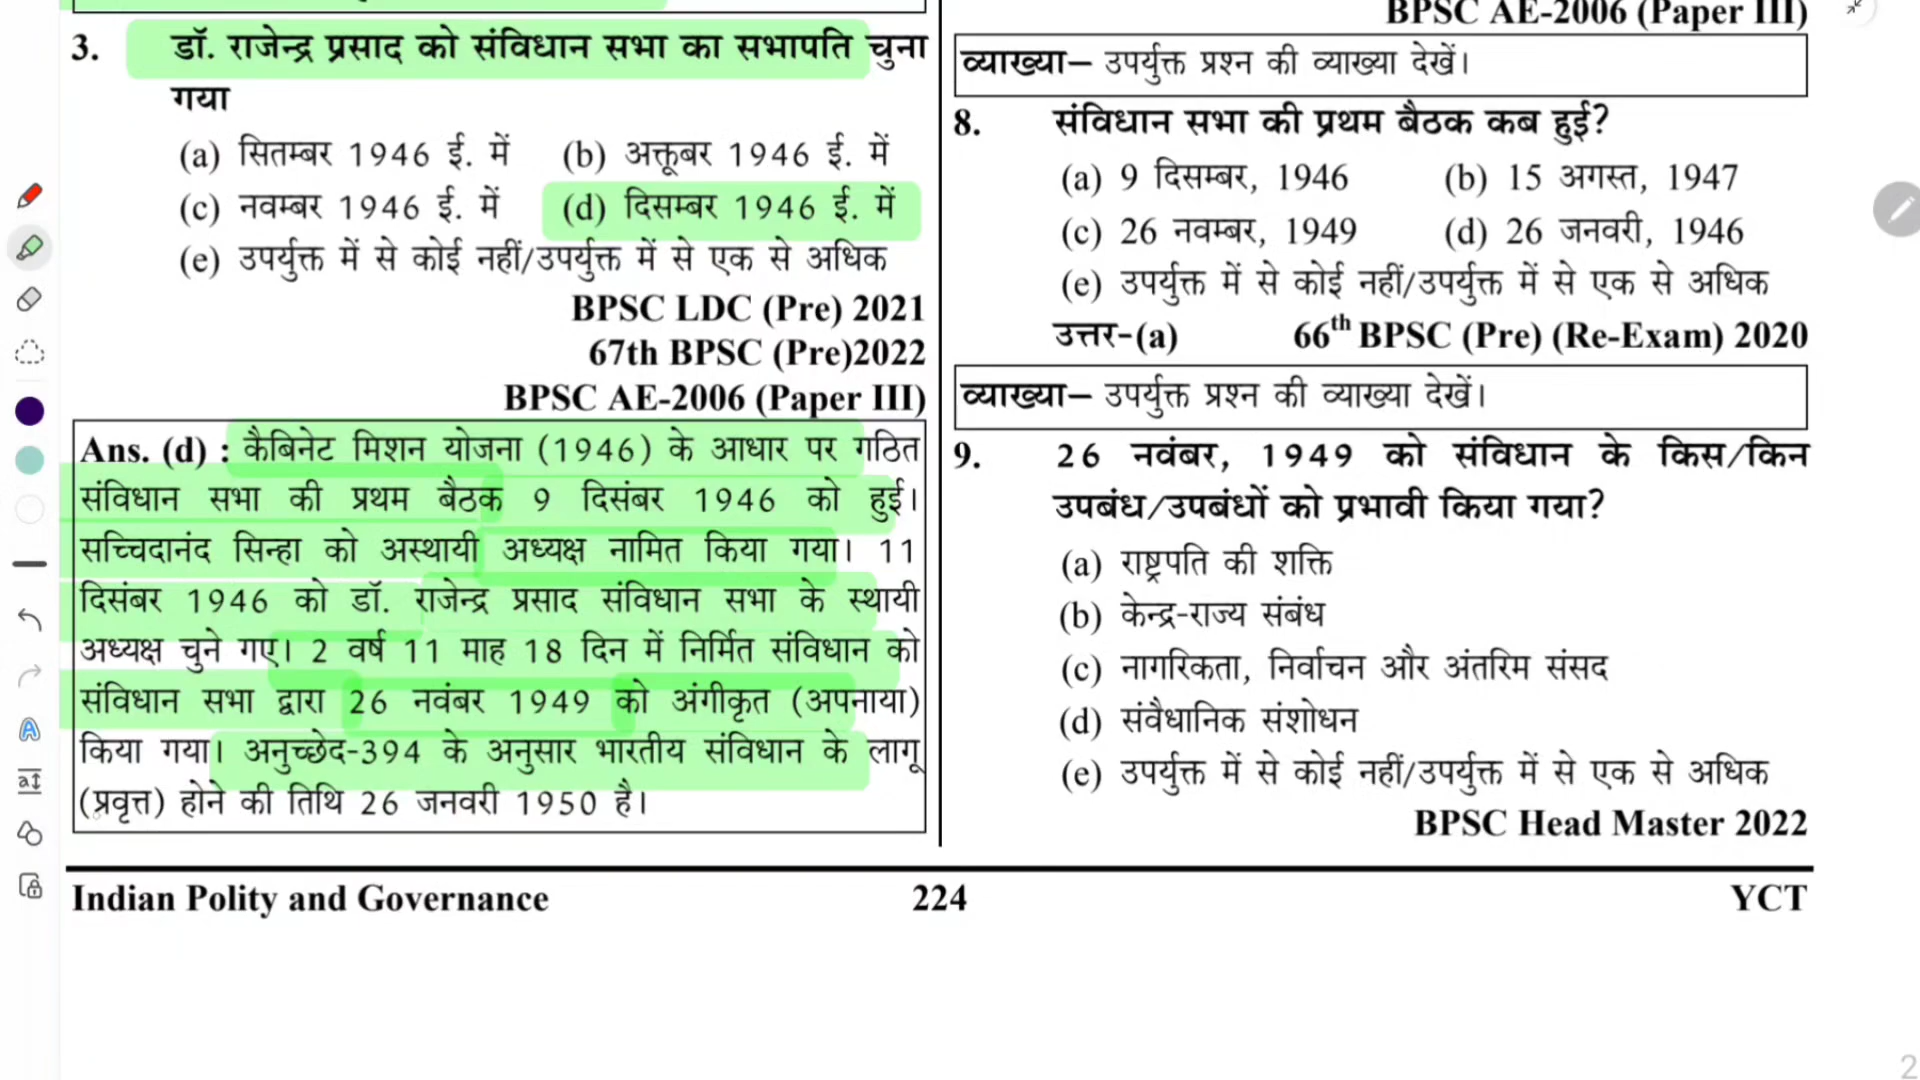 3. डॉ. राजेन्द्र प्रसाद को संविधान सभा का सभापति चुना
गया
(a) सितम्बर 1946 ई. में (b) अक्तूबर 1946 ई. में
(c) नवम्बर 1946 ई. में (d) दिसम्बर 1946 ई. में
(e) उपर्युक्त में से कोई नहीं/उपर्युक्त में से एक से अधिक
BPSC LDC (Pre) 2021
67th BPSC (Pre)2022
BPSC AE-2006 (Paper III)
Ans. (d) : कैबिनेट मिशन योजना (1946) के आधार पर गठित
संविधान सभा की प्रथम बैठक 9 दिसंबर 1946 को हुई।
सच्चिदानंद सिन्हा को अस्थायी अध्यक्ष नामित किया गया। 11
दिसंबर 1946 को डॉ. राजेन्द्र प्रसाद संविधान सभा के स्थायी
अध्यक्ष चुने गए। 2 वर्ष 11 माह 18 दिन में निर्मित संविधान को
संविधान सभा द्वारा 26 नवंबर 1949 को अंगीकृत (अपनाया)
किया गया। अनुच्छेद-394 के अनुसार भारतीय संविधान के लागू
(प्रवृत्त) होने की तिथि 26 जनवरी 1950 है।
BPSC AE-2006 (Paper III)
व्याख्या– उपर्युक्त प्रश्न की व्याख्या देखें।
8. संविधान सभा की प्रथम बैठक कब हुई?
(a) 9 दिसम्बर, 1946 (b) 15 अगस्त, 1947
(c) 26 नवम्बर, 1949 (d) 26 जनवरी, 1946
(e) उपर्युक्त में से कोई नहीं/उपर्युक्त में से एक से अधिक
उत्तर-(a) 66th BPSC (Pre) (Re-Exam) 2020
व्याख्या– उपर्युक्त प्रश्न की व्याख्या देखें।
9. 26 नवंबर, 1949 को संविधान के किस/किन
उपबंध/उपबंधों को प्रभावी किया गया?
(a) राष्ट्रपति की शक्ति
(b) केन्द्र-राज्य संबंध
(c) नागरिकता, निर्वाचन और अंतरिम संसद
(d) संवैधानिक संशोधन
(e) उपर्युक्त में से कोई नहीं/उपर्युक्त में से एक से अधिक
BPSC Head Master 2022
Indian Polity and Governance 224 YCT
2